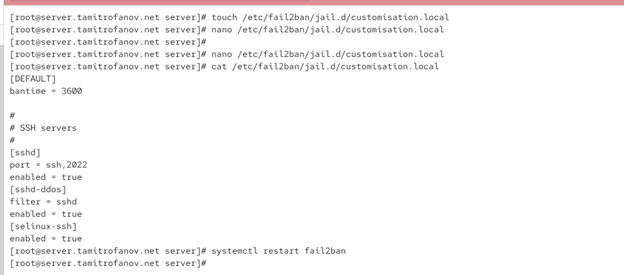 [root@server.tamitrofanov.net server]# touch /etc/fail2ban/jail.d/customisation.local
[root@server.tamitrofanov.net server]# nano /etc/fail2ban/jail.d/customisation.local
[root@server.tamitrofanov.net server]#
[root@server.tamitrofanov.net server]# nano /etc/fail2ban/jail.d/customisation.local
[root@server.tamitrofanov.net server]# cat /etc/fail2ban/jail.d/customisation.local
[DEFAULT]
bantime = 3600

#
# SSH servers
#
[sshd]
port = ssh,2022
enabled = true
[sshd-ddos]
filter = sshd
enabled = true
[selinux-ssh]
enabled = true
[root@server.tamitrofanov.net server]# systemctl restart fail2ban
[root@server.tamitrofanov.net server]#